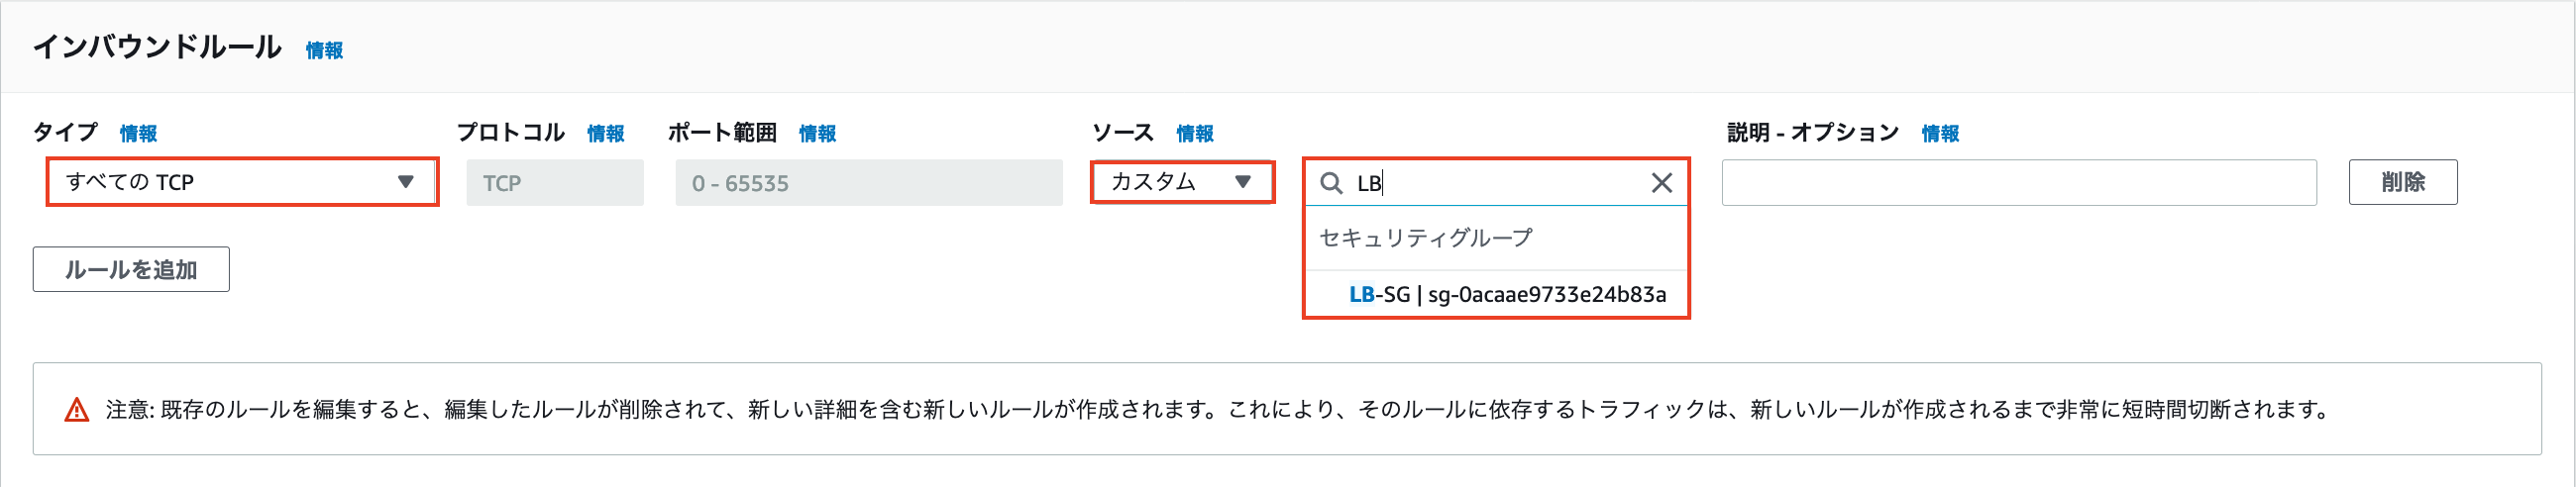 インバウンドルール 情報
タイプ 情報 プロトコル 情報 ポート範囲 情報 ソース 情報 説明 - オプション 情報
すべての TCP TCP 0 - 65535 カスタム LB 削除
セキュリティグループ
ルールを追加
LB-SG | sg-0acaae9733e24b83a
注意: 既存のルールを編集すると、編集したルールが削除されて、新しい詳細を含む新しいルールが作成されます。これにより、そのルールに依存するトラフィックは、新しいルールが作成されるまで非常に短時間切断されます。